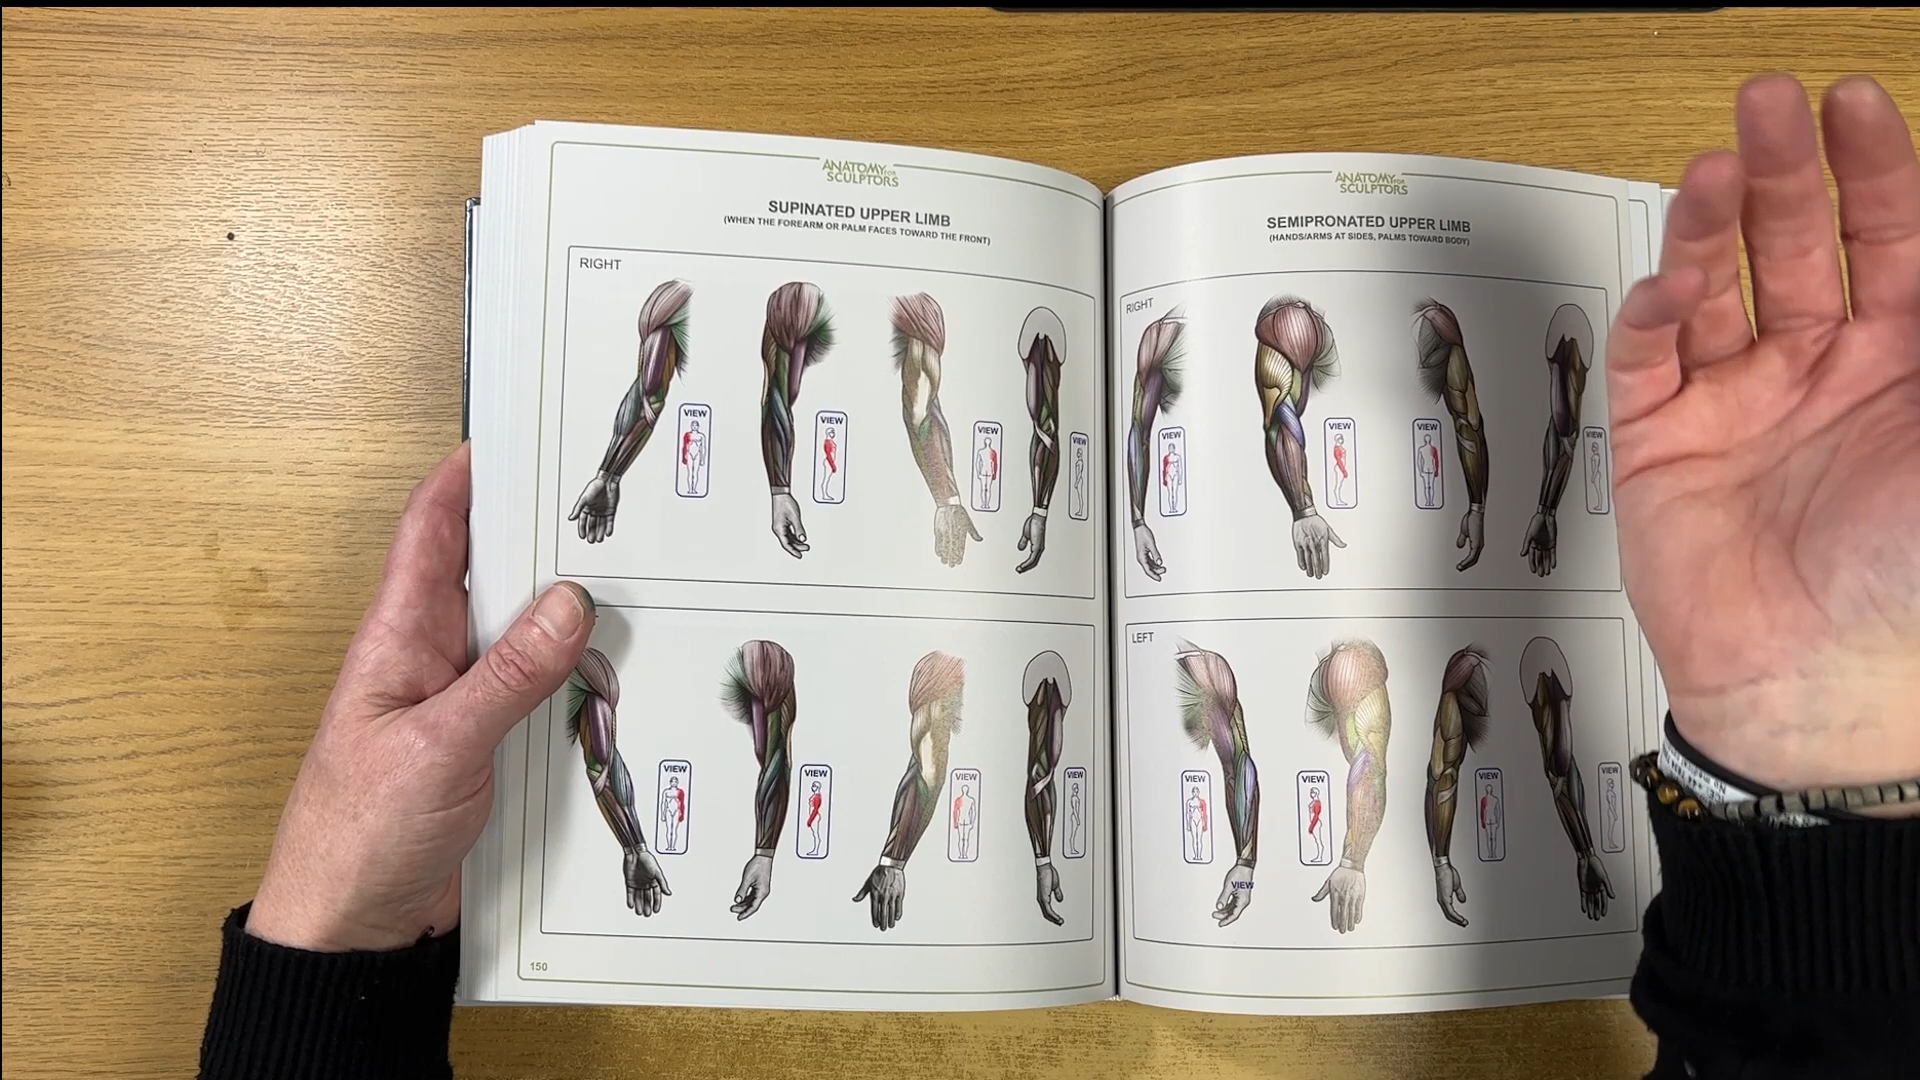 ANATOMY FOR
SCULPTORS
SUPINATED UPPER LIMB
(WHEN THE FOREARM OR PALM FACES TOWARD THE FRONT)
RIGHT
VIEW
VIEW
VIEW
VIEW
VIEW
VIEW
VIEW
VIEW
150
ANATOMY FOR
SCULPTORS
SEMIPRONATED UPPER LIMB
(HANDS/ARMS AT SIDES, PALMS TOWARD BODY)
RIGHT
VIEW
VIEW
VIEW
VIEW
LEFT
VIEW
VIEW
VIEW
VIEW
VIEW